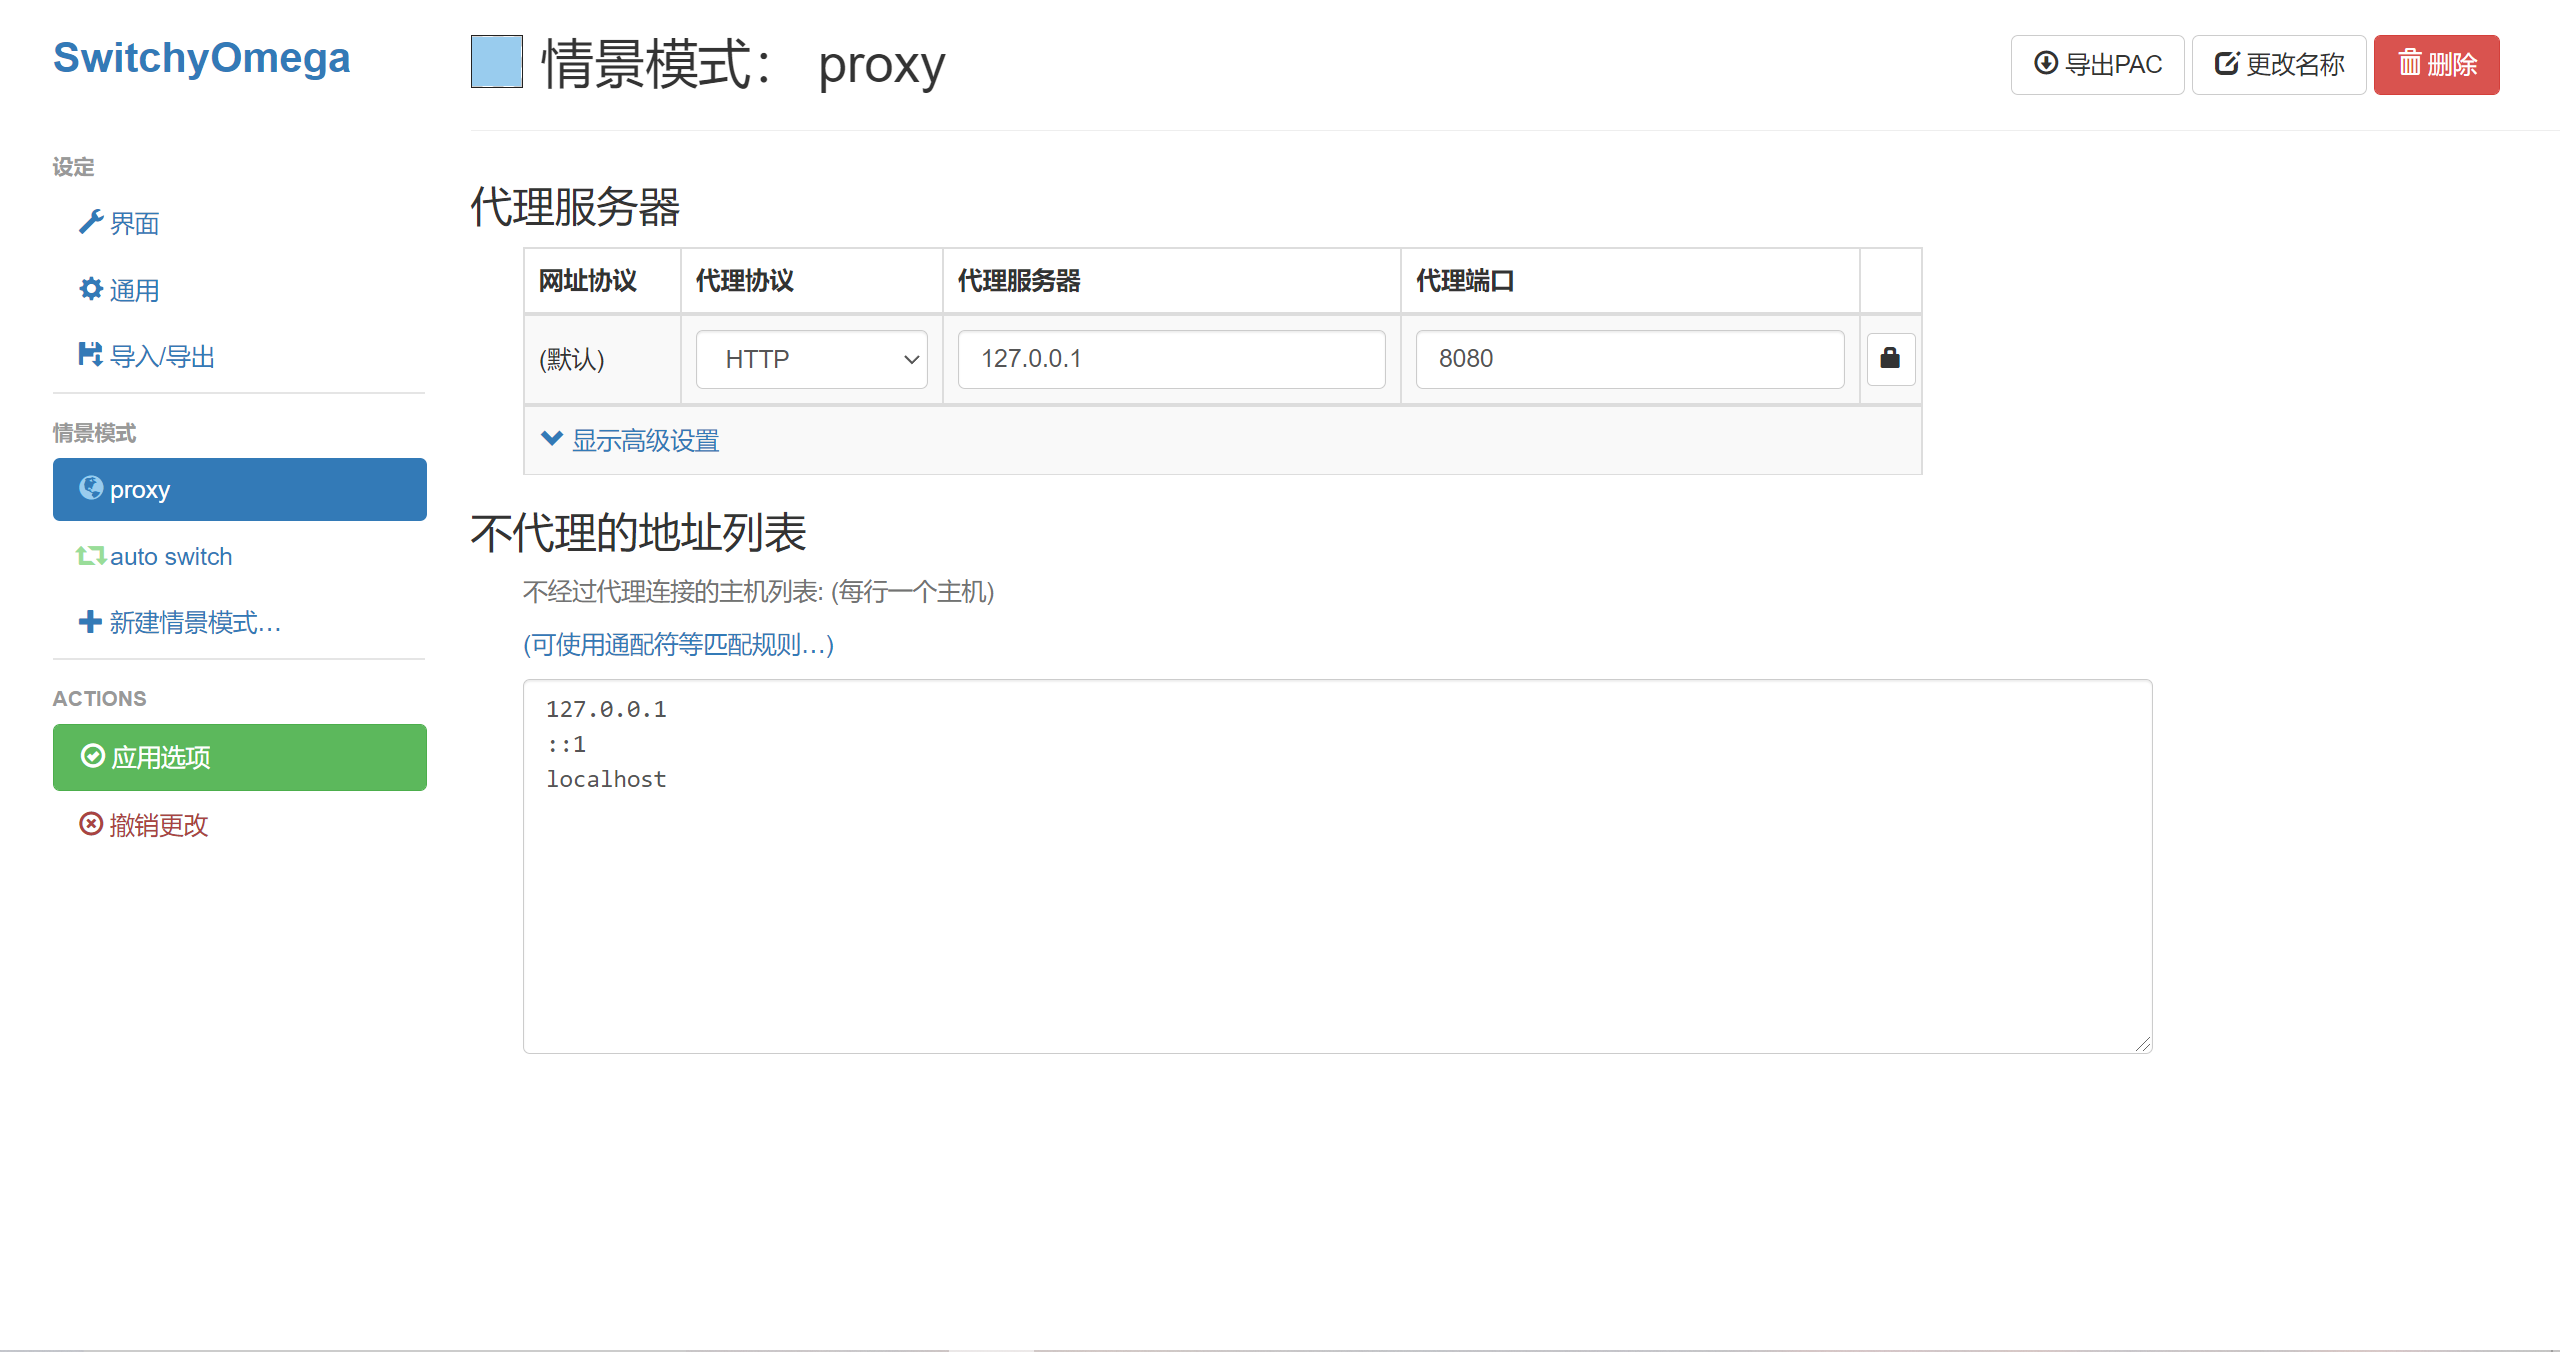 SwitchyOmega
设定
界面
通用
导入/导出
情景模式
proxy
auto switch
新建情景模式…
ACTIONS
应用选项
撤销更改
情景模式： proxy
导出PAC
更改名称
删除
代理服务器
网址协议 代理协议 代理服务器 代理端口
(默认) HTTP 127.0.0.1 8080
显示高级设置
不代理的地址列表
不经过代理连接的主机列表: (每行一个主机)
(可使用通配符等匹配规则…)
127.0.0.1
::1
localhost